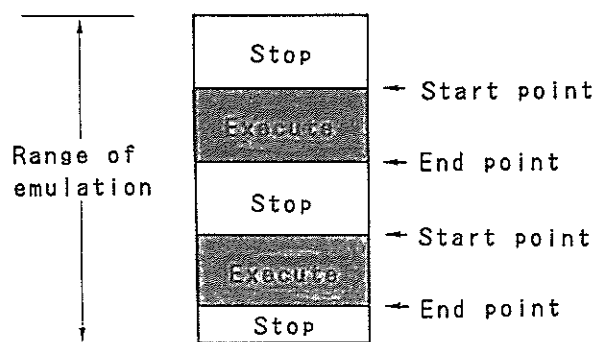 Stop
Start point
Execute
Range of
emulation
End point
Stop
Start point
Execute
End point
Stop